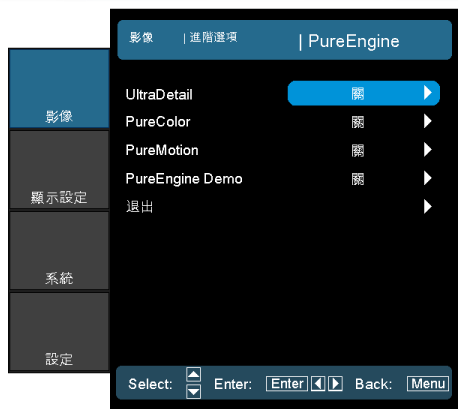 影像 | 進階選項 | PureEngine
影像
顯示設定
系統
設定
UltraDetail 關
PureColor 關
PureMotion 關
PureEngine Demo 關
退出
Select: Enter: Enter Back: Menu